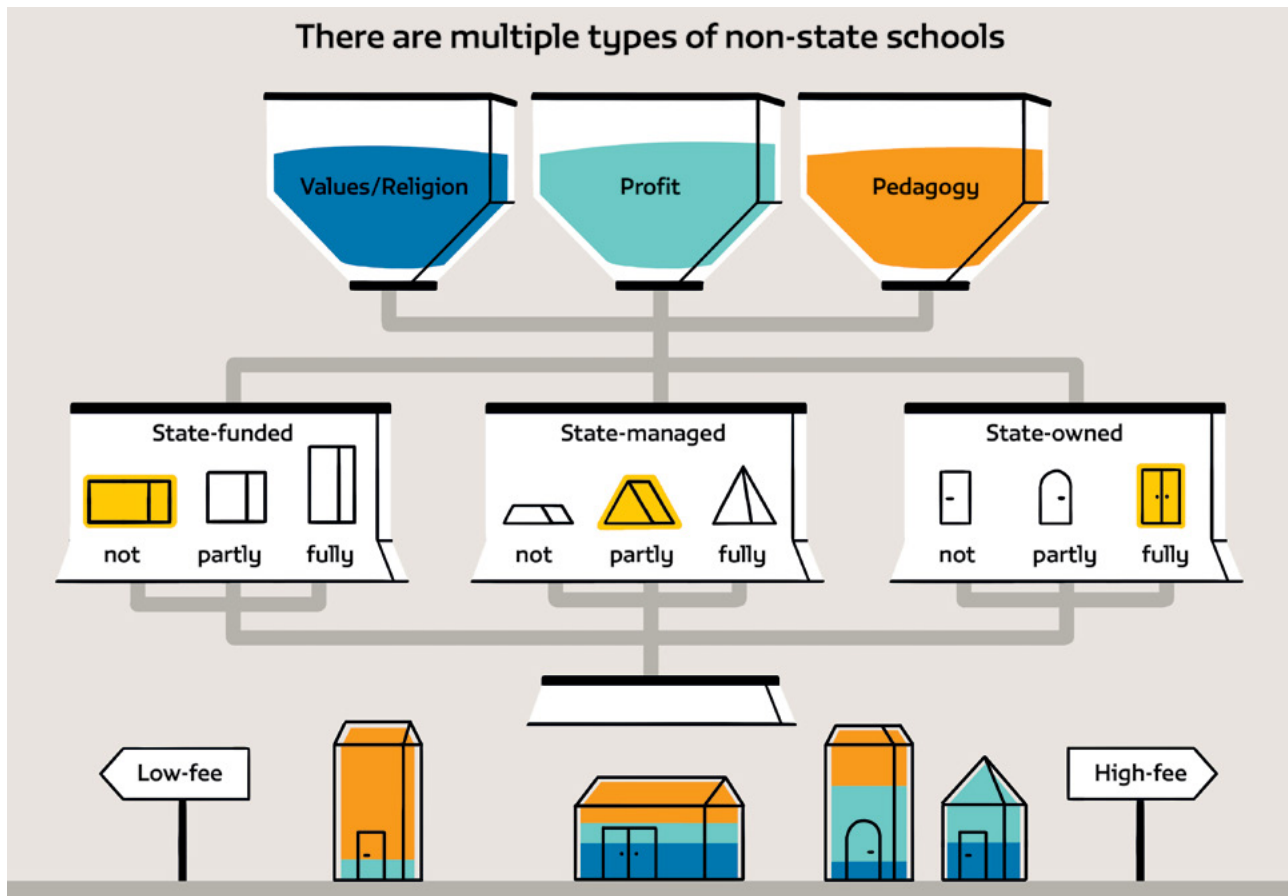 There are multiple types of non-state schools
Values/Religion
Profit
Pedagogy
State-funded
not
partly
fully
State-managed
not
partly
fully
State-owned
not
partly
fully
Low-fee
High-fee